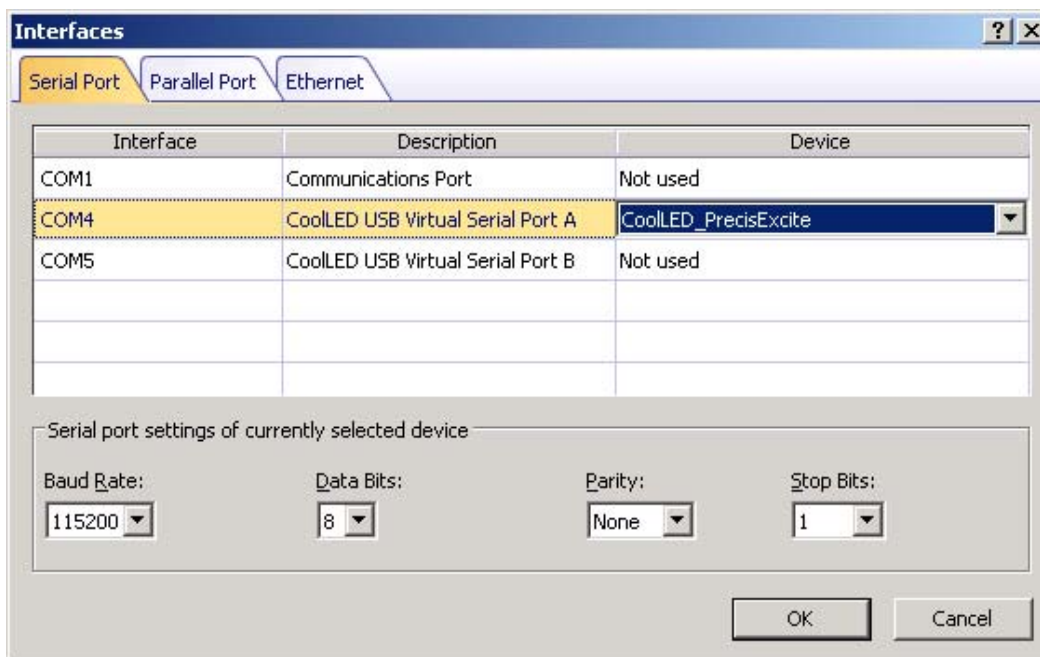 Interfaces
Serial Port Parallel Port Ethernet
Interface Description Device
COM1 Communications Port Not used
COM4 CoolLED USB Virtual Serial Port A CoolLED_PrecisExcite
COM5 CoolLED USB Virtual Serial Port B Not used
Serial port settings of currently selected device
Baud Rate: Data Bits: Parity: Stop Bits:
115200 8 None 1
OK Cancel